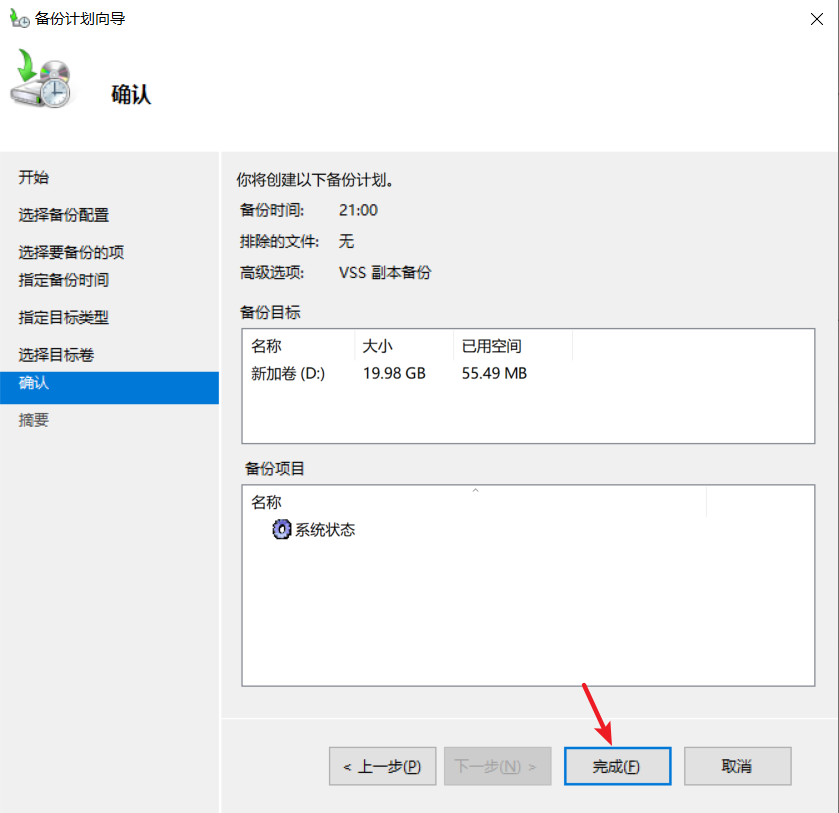 备份计划向导
确认
开始
选择备份配置
选择要备份的项
指定备份时间
指定目标类型
选择目标卷
确认
摘要
你将创建以下备份计划。
备份时间: 21:00
排除的文件: 无
高级选项: VSS 副本备份
备份目标
名称 大小 已用空间
新加卷 (D:) 19.98 GB 55.49 MB
备份项目
名称
系统状态
< 上一步(P) 下一步(N) > 完成(F) 取消